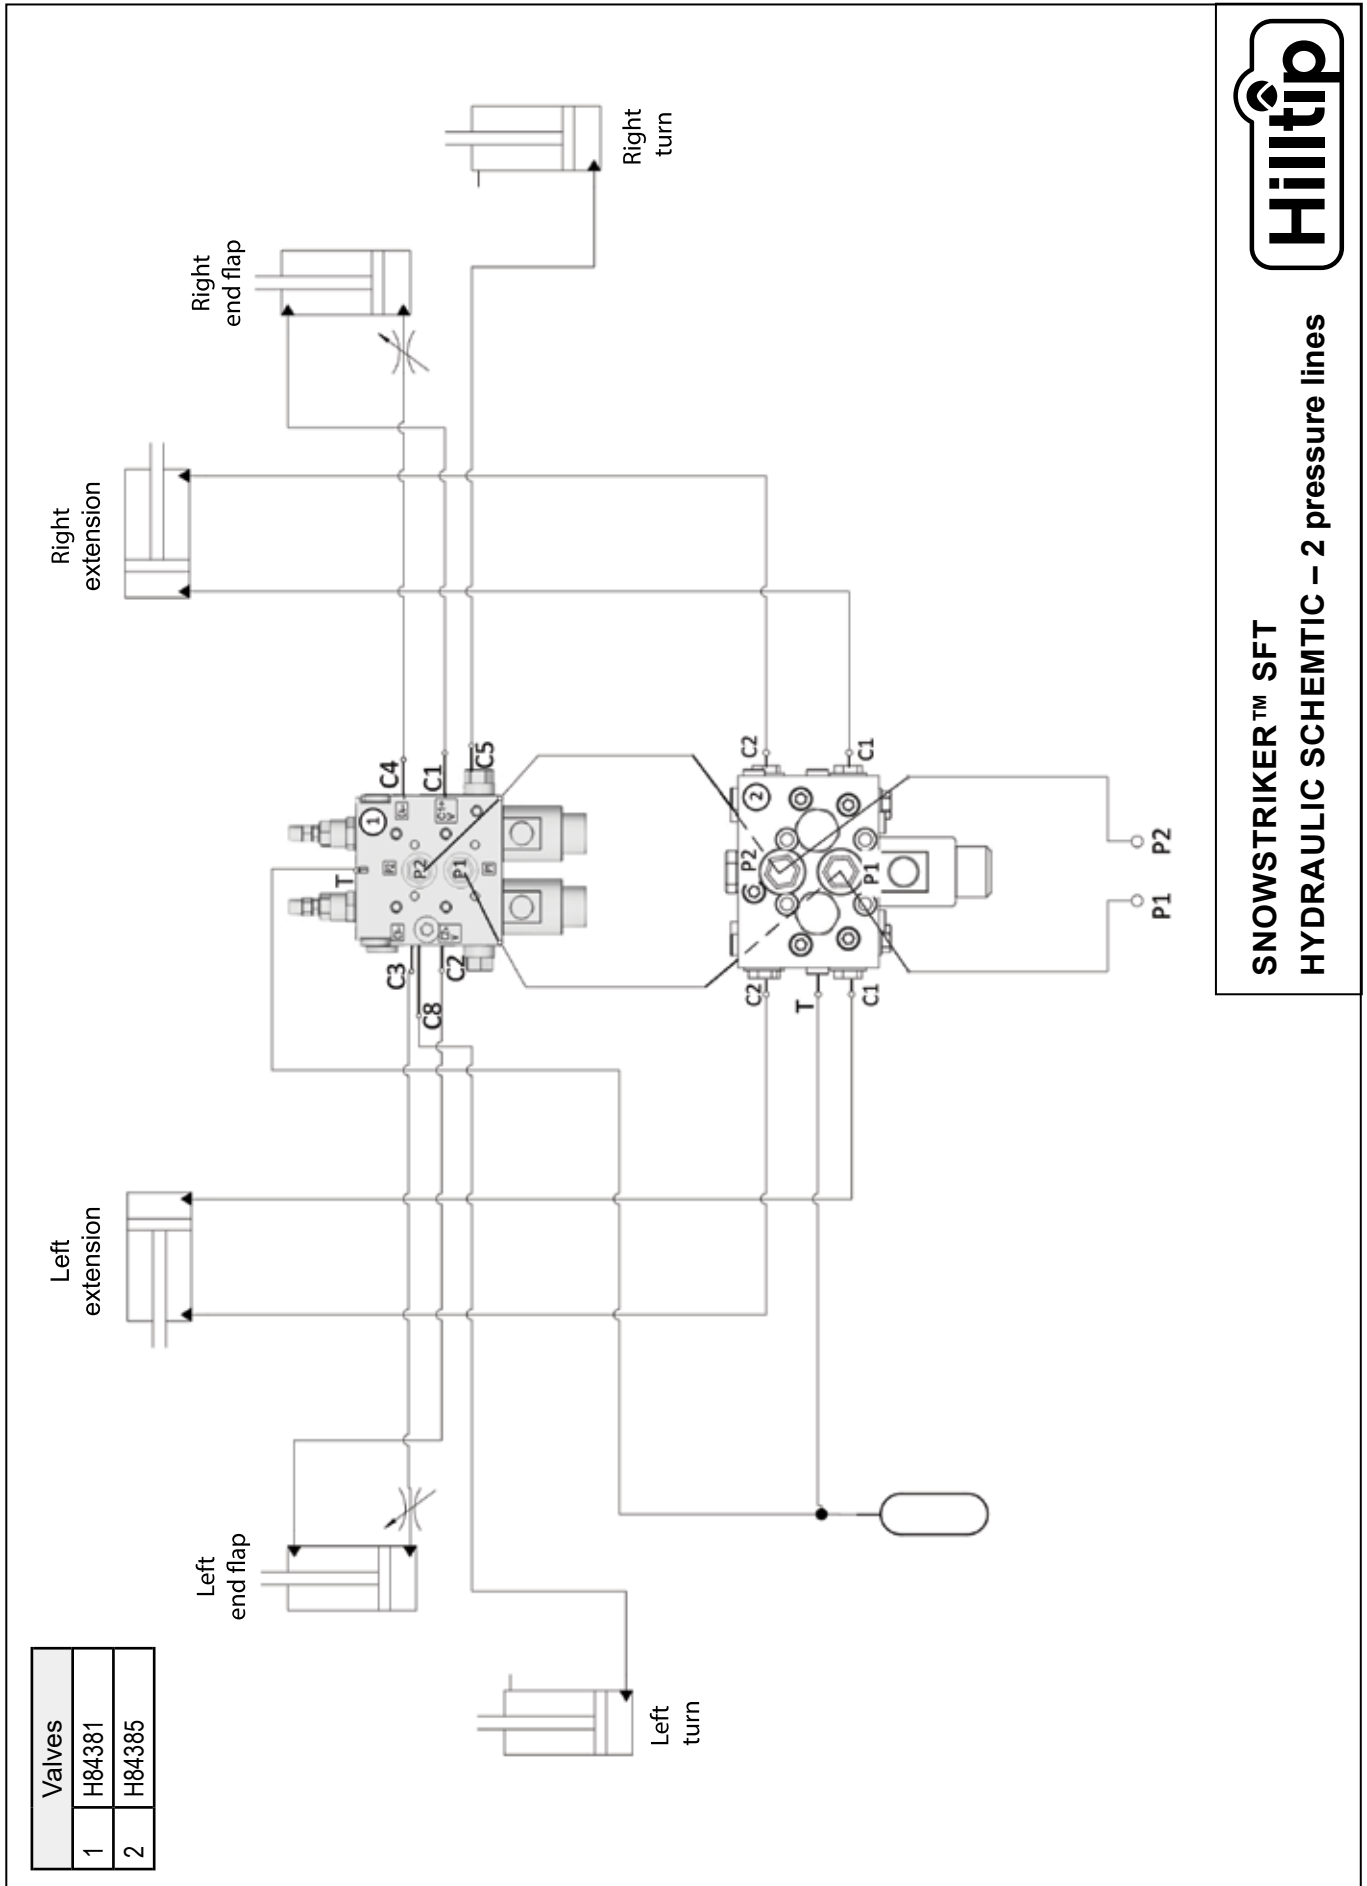 Valves
1 H84381
2 H84385
Left
end flap
Left
extension
Right
extension
Right
end flap
Left
turn
Right
turn
T
C3
C8
C2
1
P2
P1
C4
C1
C5
C2
T
C1
P2
P1
2
C2
C1
P1
P2
SNOWSTRIKER™ SFT
HYDRAULIC SCHEMTIC – 2 pressure lines
Hilltip